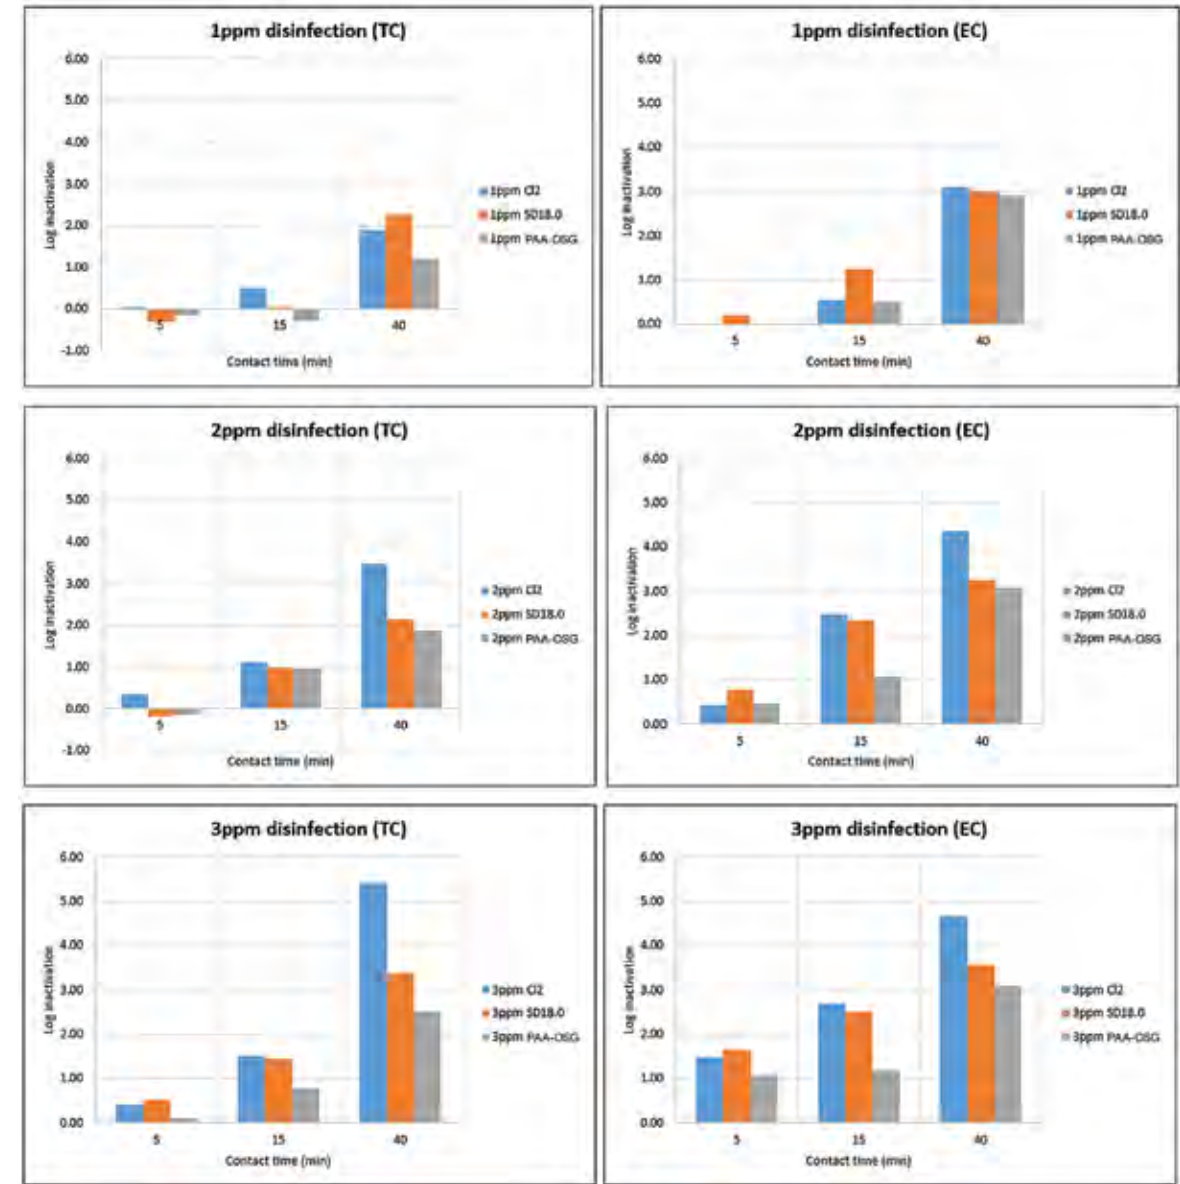 1ppm disinfection (TC)
6.00
5.00
4.00
3.00
2.00
1.00
0.00
-1.00
Log inactivation
5
15
40
Contact time (min)
1ppm Cl2
1ppm SD18.0
1ppm PAA-OSG
1ppm disinfection (EC)
6.00
5.00
4.00
3.00
2.00
1.00
0.00
Log inactivation
5
15
40
Contact time (min)
1ppm Cl2
1ppm SD18.0
1ppm PAA-OSG
2ppm disinfection (TC)
6.00
5.00
4.00
3.00
2.00
1.00
0.00
-1.00
Log inactivation
5
15
40
Contact time (min)
2ppm Cl2
2ppm SD18.0
2ppm PAA-OSG
2ppm disinfection (EC)
6.00
5.00
4.00
3.00
2.00
1.00
0.00
Log inactivation
5
15
40
Contact time (min)
2ppm Cl2
2ppm SD18.0
2ppm PAA-OSG
3ppm disinfection (TC)
6.00
5.00
4.00
3.00
2.00
1.00
0.00
Log inactivation
5
15
40
Contact time (min)
3ppm Cl2
3ppm SD18.0
3ppm PAA-OSG
3ppm disinfection (EC)
6.00
5.00
4.00
3.00
2.00
1.00
0.00
Log inactivation
5
15
40
Contact time (min)
3ppm Cl2
3ppm SD18.0
3ppm PAA-OSG